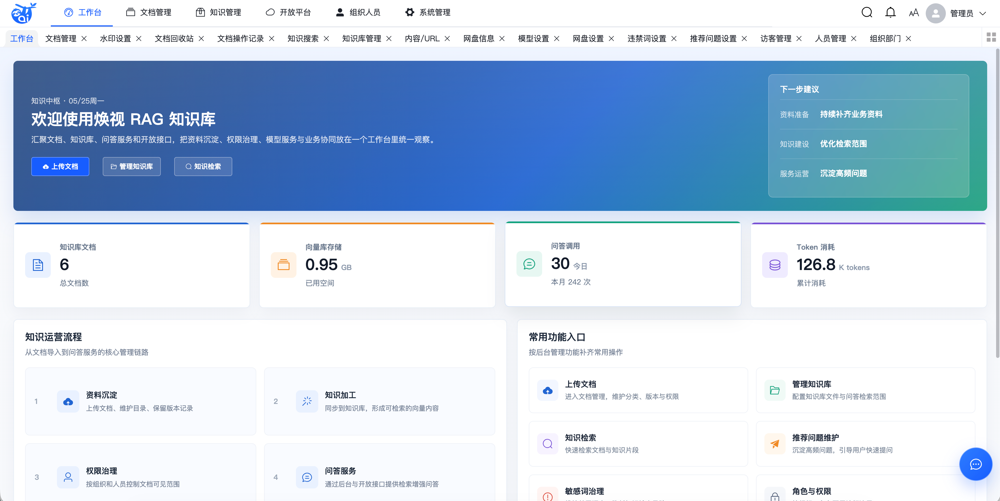 ai
工作台
文档管理
知识管理
开放平台
组织人员
系统管理
AA
管理员
工作台
文档管理
水印设置
文档回收站
文档操作记录
知识搜索
知识库管理
内容/URL
网盘信息
模型设置
网盘设置
违禁词设置
推荐问题设置
访客管理
人员管理
组织部门
知识中枢 · 05/25周一
欢迎使用焕视 RAG 知识库
汇聚文档、知识库、问答服务和开放接口，把资料沉淀、权限治理、模型服务与业务协同放在一个工作台里统一观察。
上传文档
管理知识库
知识检索
下一步建议
资料准备 持续补齐业务资料
知识建设 优化检索范围
服务运营 沉淀高频问题
知识库文档
6
总文档数
向量库存储
0.95 GB
已用空间
问答调用
30 今日
本月 242 次
Token 消耗
126.8 K tokens
累计消耗
知识运营流程
从文档导入到问答服务的核心管理链路
1
资料沉淀
上传文档、维护目录、保留版本记录
2
知识加工
同步到知识库，形成可检索的向量内容
3
权限治理
按组织和人员控制文档可见范围
4
问答服务
通过后台与开放接口提供检索增强问答
常用功能入口
按后台管理功能补齐常用操作
上传文档
进入文档管理，维护分类、版本与权限
管理知识库
配置知识库文件与问答检索范围
知识检索
快速检索文档与知识片段
推荐问题维护
沉淀高频问题，引导用户快速提问
敏感词治理
角色与权限